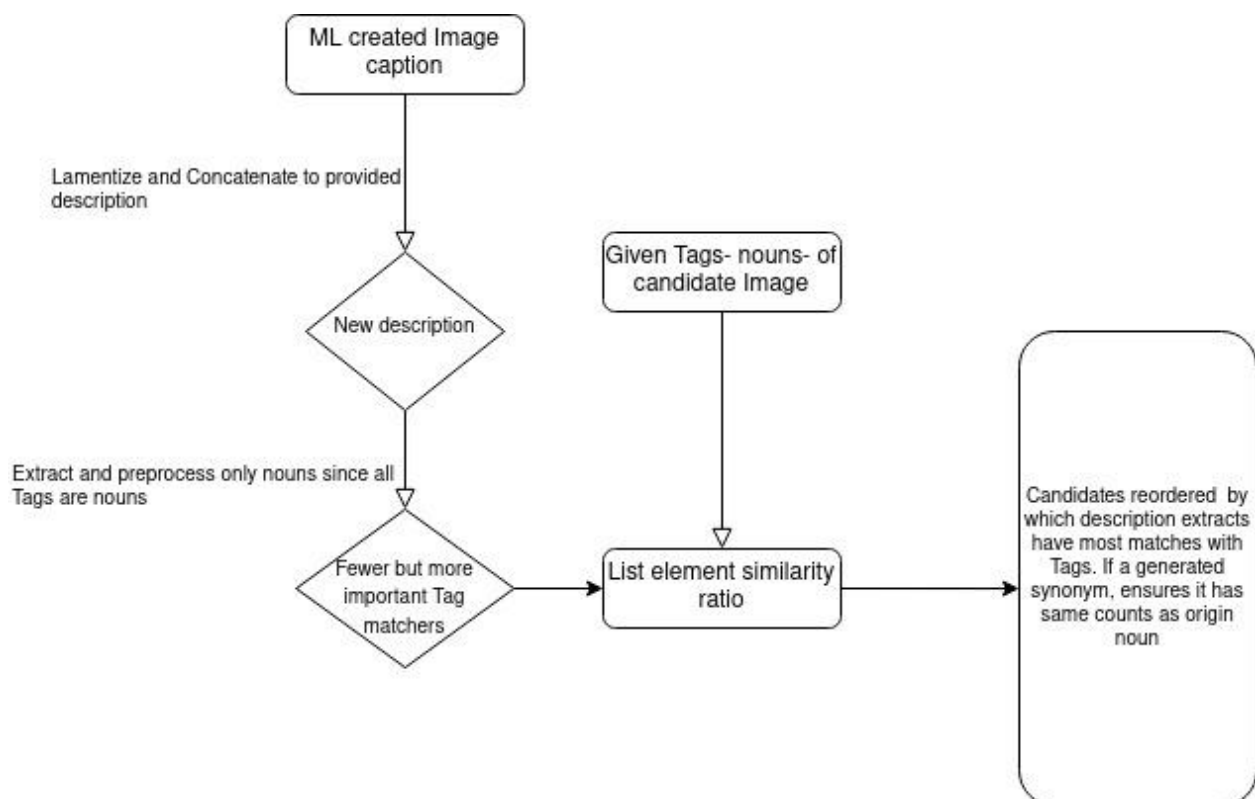 ML created Image
caption
Lamentize and Concatenate to provided
description
New description
Given Tags- nouns- of
candidate Image
Extract and preprocess only nouns since all
Tags are nouns
Fewer but more
important Tag
matchers
List element similarity
ratio
Candidates reordered by
which description extracts
have most matches with
Tags. If a generated
synonym, ensures it has
same counts as origin
noun